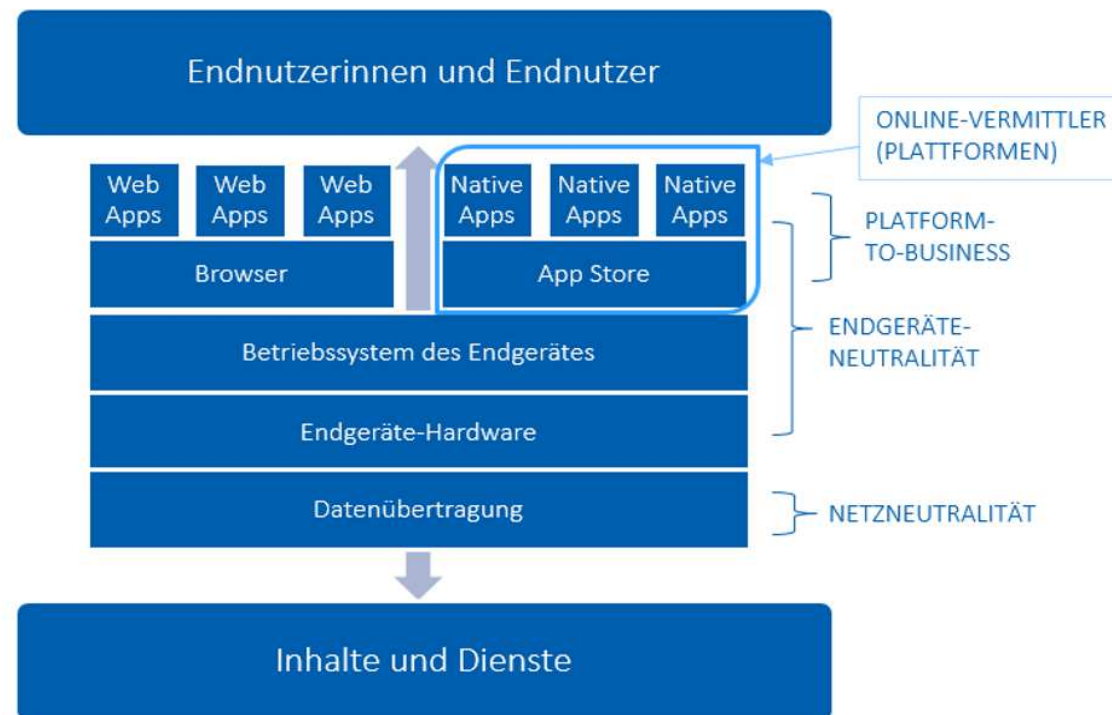 Endnutzerinnen und Endnutzer
ONLINE-VERMITTLER
(PLATTFORMEN)
Web
Apps
Web
Apps
Web
Apps
Native
Apps
Native
Apps
Native
Apps
PLATFORM-
TO-BUSINESS
Browser
App Store
Betriebssystem des Endgerätes
ENDGERÄTE-
NEUTRALITÄT
Endgeräte-Hardware
Datenübertragung
NETZNEUTRALITÄT
Inhalte und Dienste